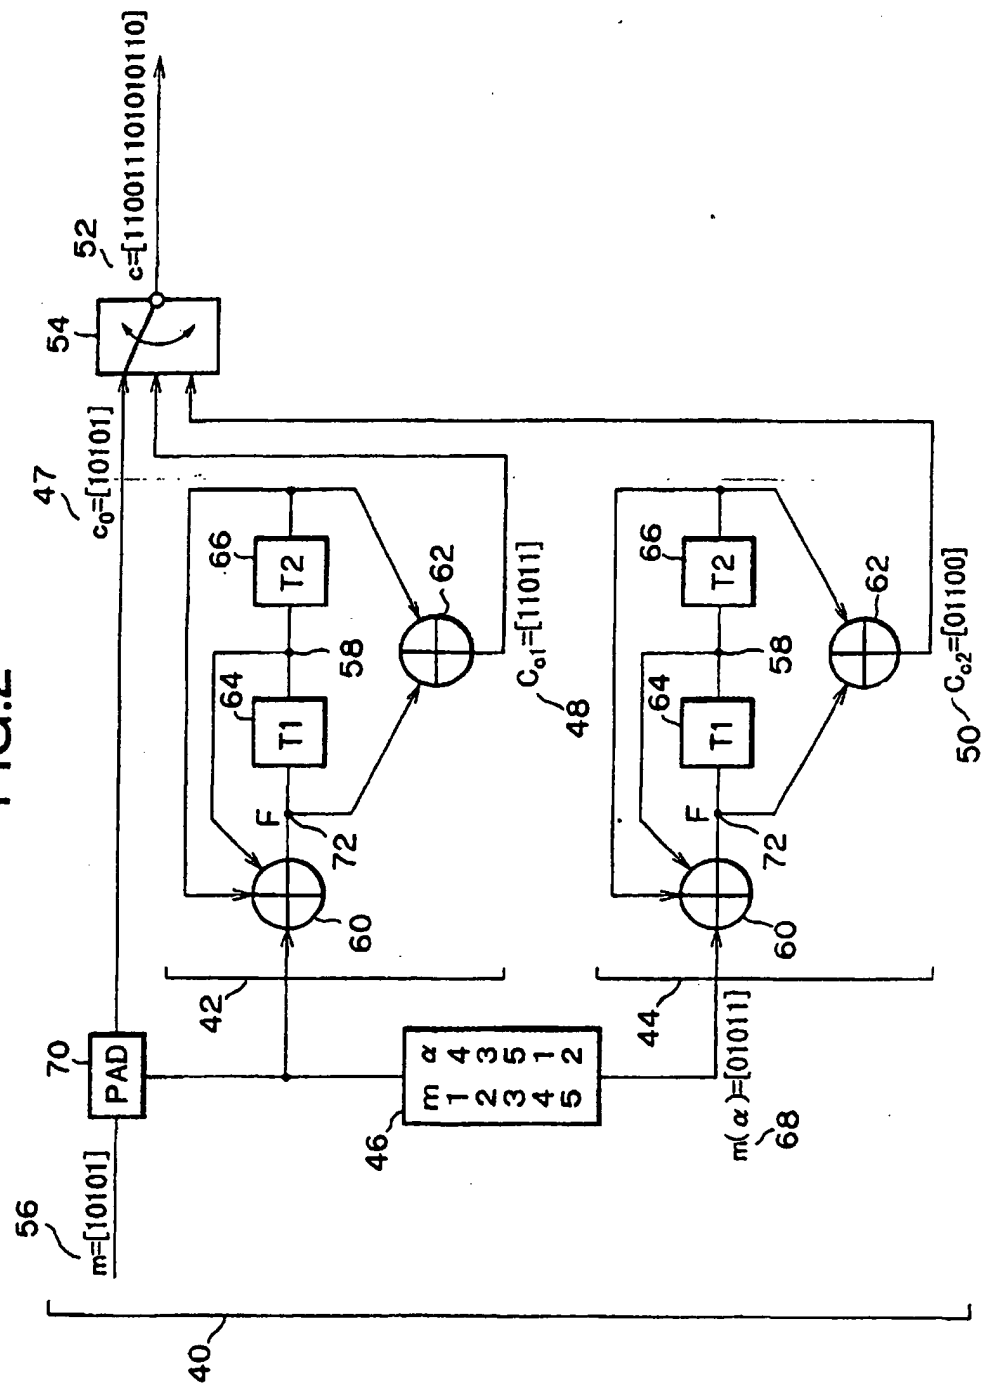 FIG.2
40
56
m=[10101]
70
PAD
47
c₀=[10101]
54
52
c=[110011101010110]
42
60
F
72
64
T1
58
66
T2
62
Cₒ₁=[11011]
48
46
m α
1 4
2 3
3 5
4 1
5 2
m(α)=[01011]
68
44
60
F
72
64
T1
58
66
T2
62
50
Cₒ₂=[01100]